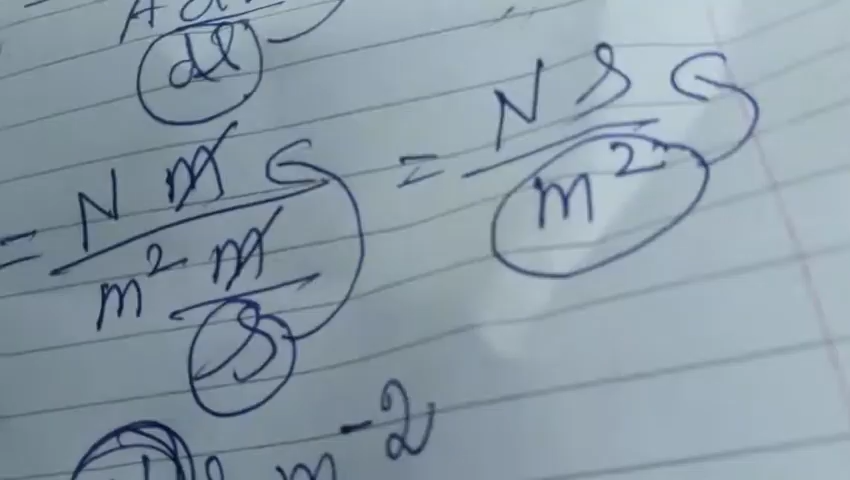 A d
dl
= N m / m² m/s = N s / m²
s m⁻²